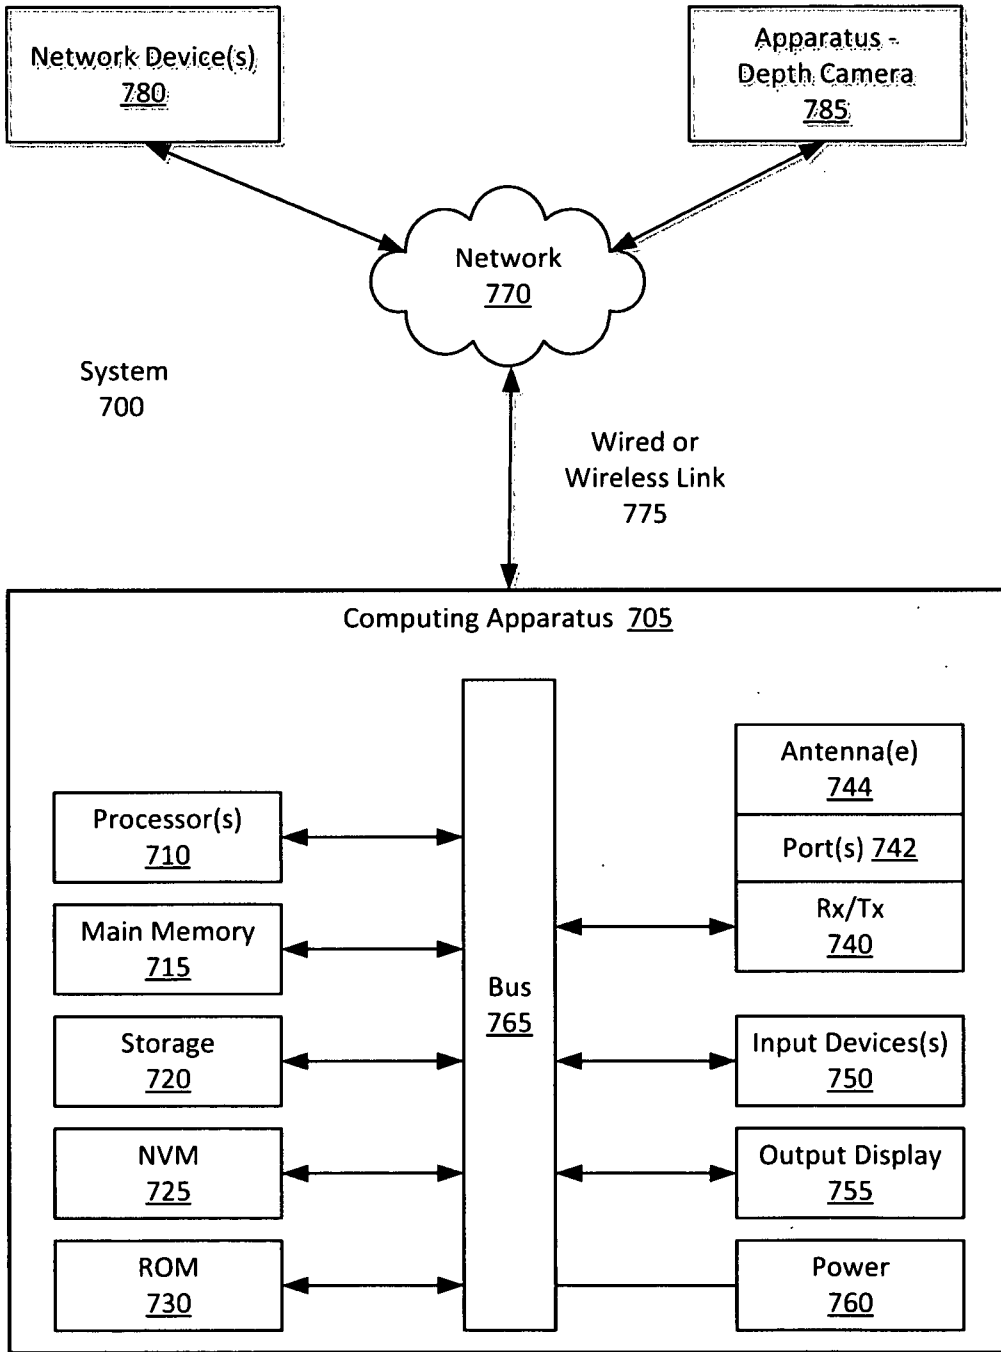 Network Device(s)
780
Apparatus -
Depth Camera
785
Network
770
System
700
Wired or
Wireless Link
775
Computing Apparatus 705
Processor(s)
710
Main Memory
715
Storage
720
NVM
725
ROM
730
Bus
765
Antenna(e)
744
Port(s) 742
Rx/Tx
740
Input Devices(s)
750
Output Display
755
Power
760